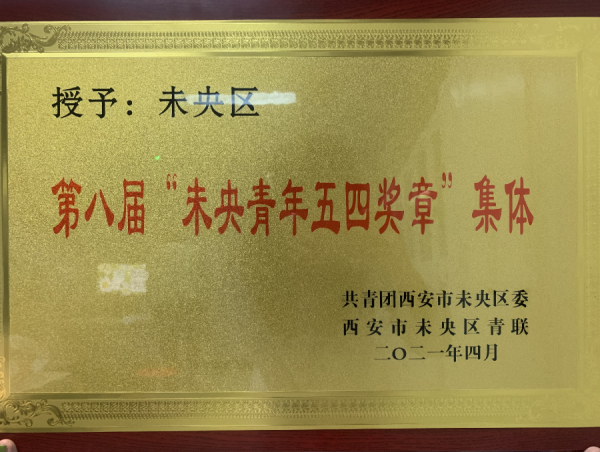 授予：未央区
第八届“未央青年五四奖章”集体
共青团西安市未央区委
西安市未央区青联
二〇二一年四月